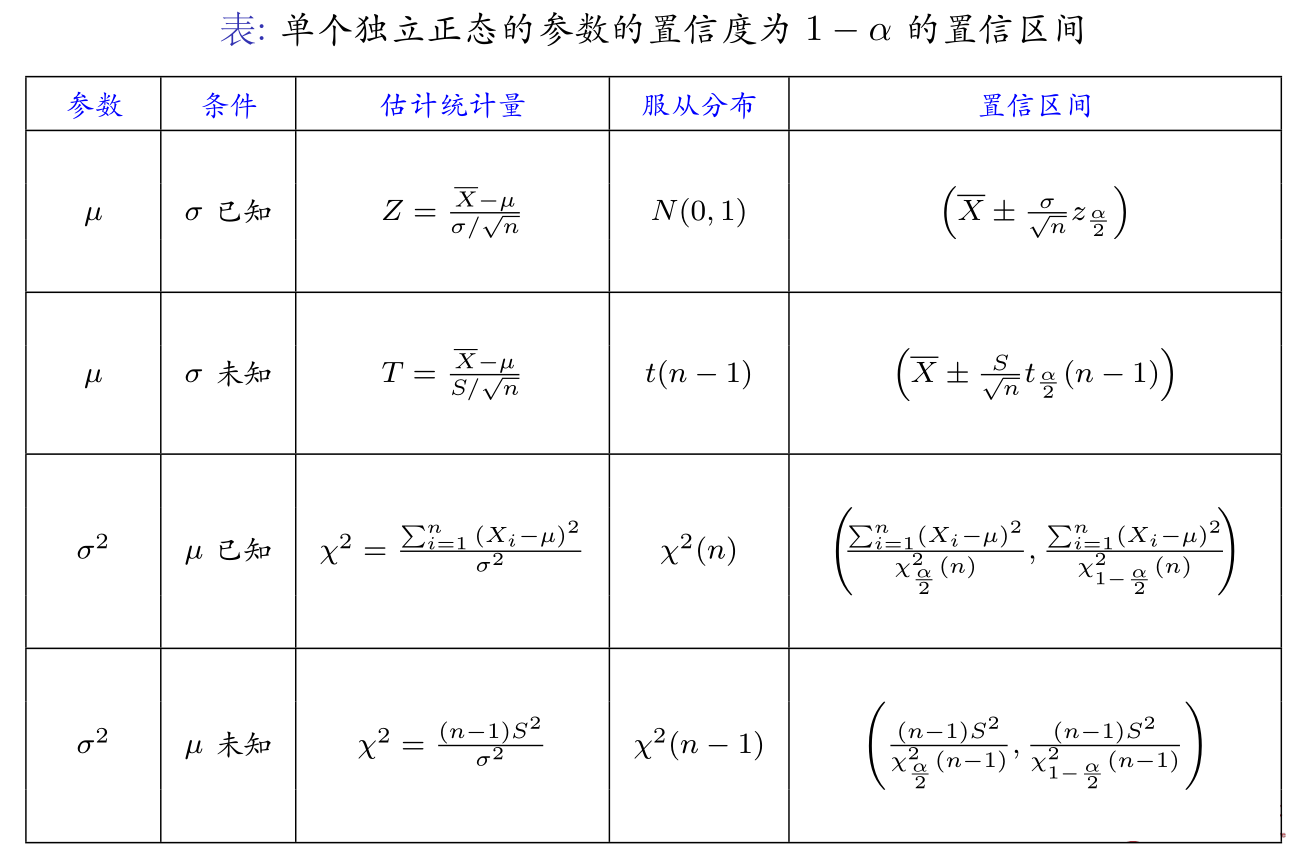 表: 单个独立正态的参数的置信度为 $1-\alpha$ 的置信区间
参数 条件 估计统计量 服从分布 置信区间
$\mu$ $\sigma$ 已知 $Z = \frac{\overline{X}-\mu}{\sigma/\sqrt{n}}$ $N(0,1)$ $\left(\overline{X} \pm \frac{\sigma}{\sqrt{n}} z_{\frac{\alpha}{2}}\right)$
$\mu$ $\sigma$ 未知 $T = \frac{\overline{X}-\mu}{S/\sqrt{n}}$ $t(n-1)$ $\left(\overline{X} \pm \frac{S}{\sqrt{n}} t_{\frac{\alpha}{2}}(n-1)\right)$
$\sigma^2$ $\mu$ 已知 $\chi^2 = \frac{\sum_{i=1}^{n}(X_i-\mu)^2}{\sigma^2}$ $\chi^2(n)$ $\left(\frac{\sum_{i=1}^{n}(X_i-\mu)^2}{\chi^2_{\frac{\alpha}{2}}(n)}, \frac{\sum_{i=1}^{n}(X_i-\mu)^2}{\chi^2_{1-\frac{\alpha}{2}}(n)}\right)$
$\sigma^2$ $\mu$ 未知 $\chi^2 = \frac{(n-1)S^2}{\sigma^2}$ $\chi^2(n-1)$ $\left(\frac{(n-1)S^2}{\chi^2_{\frac{\alpha}{2}}(n-1)}, \frac{(n-1)S^2}{\chi^2_{1-\frac{\alpha}{2}}(n-1)}\right)$